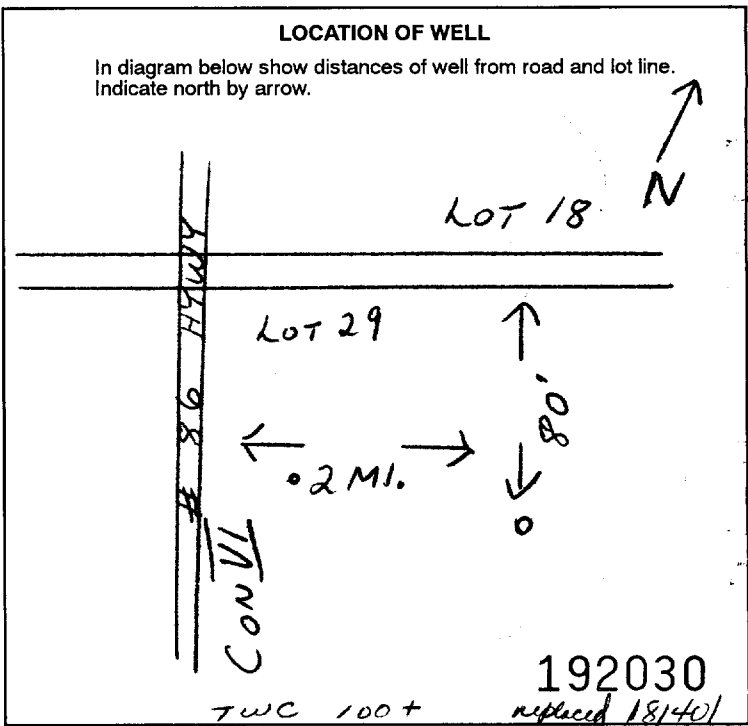 LOCATION OF WELL
In diagram below show distances of well from road and lot line.
Indicate north by arrow.
N
LOT 18
# 86 HYWY
LOT 29
80'
.2 MI.
CON VI
192030
TWC 100+
replaced 181401